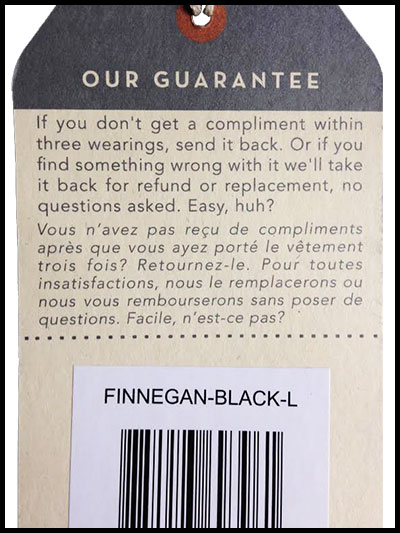 OUR GUARANTEE
If you don't get a compliment within
three wearings, send it back. Or if you
find something wrong with it we'll take
it back for refund or replacement, no
questions asked. Easy, huh?
Vous n'avez pas reçu de compliments
après que vous ayez porté le vêtement
trois fois? Retournez-le. Pour toutes
insatisfactions, nous le remplacerons ou
nous vous rembourserons sans poser de
questions. Facile, n'est-ce pas?
FINNEGAN-BLACK-L